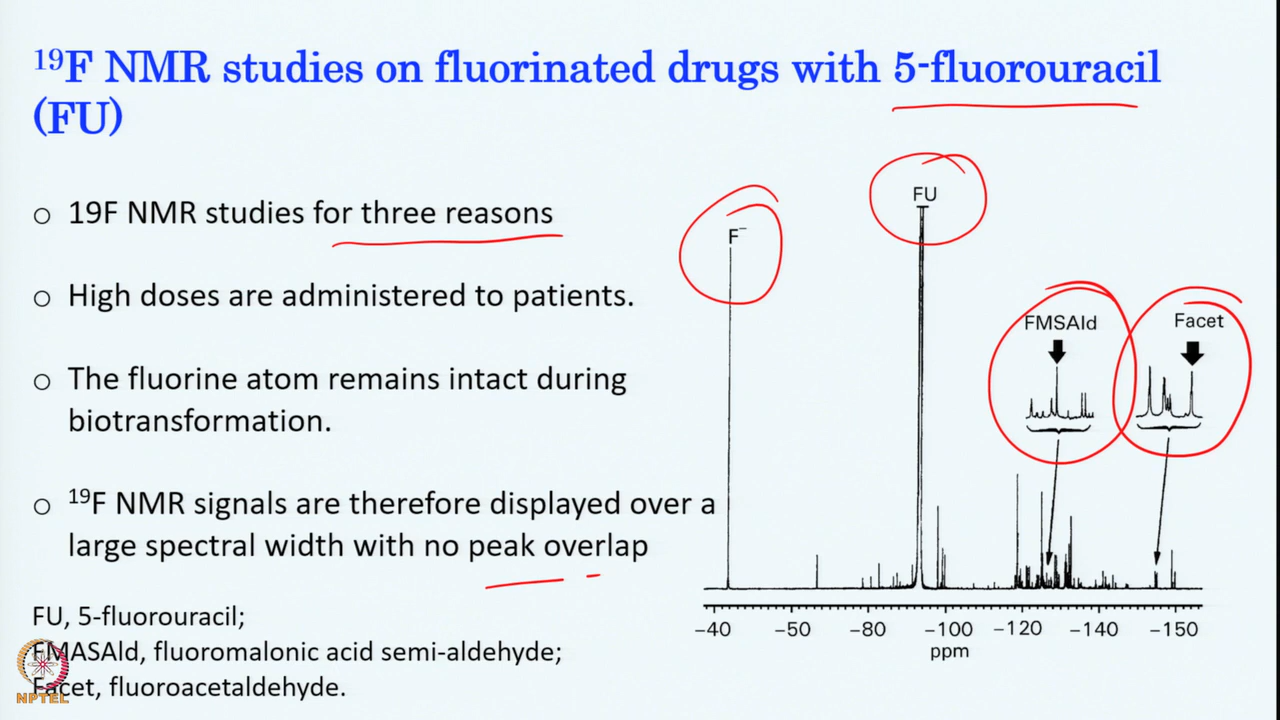 ¹⁹F NMR studies on fluorinated drugs with 5-fluorouracil
(FU)
○ 19F NMR studies for three reasons
○ High doses are administered to patients.
○ The fluorine atom remains intact during
biotransformation.
○ ¹⁹F NMR signals are therefore displayed over a
large spectral width with no peak overlap
FU, 5-fluorouracil;
FMASAld, fluoromalonic acid semi-aldehyde;
Facet, fluoroacetaldehyde.
NPTEL
F⁻
FU
FMSAld
Facet
−40 −50 −80 −100 −120 −140 −150
ppm